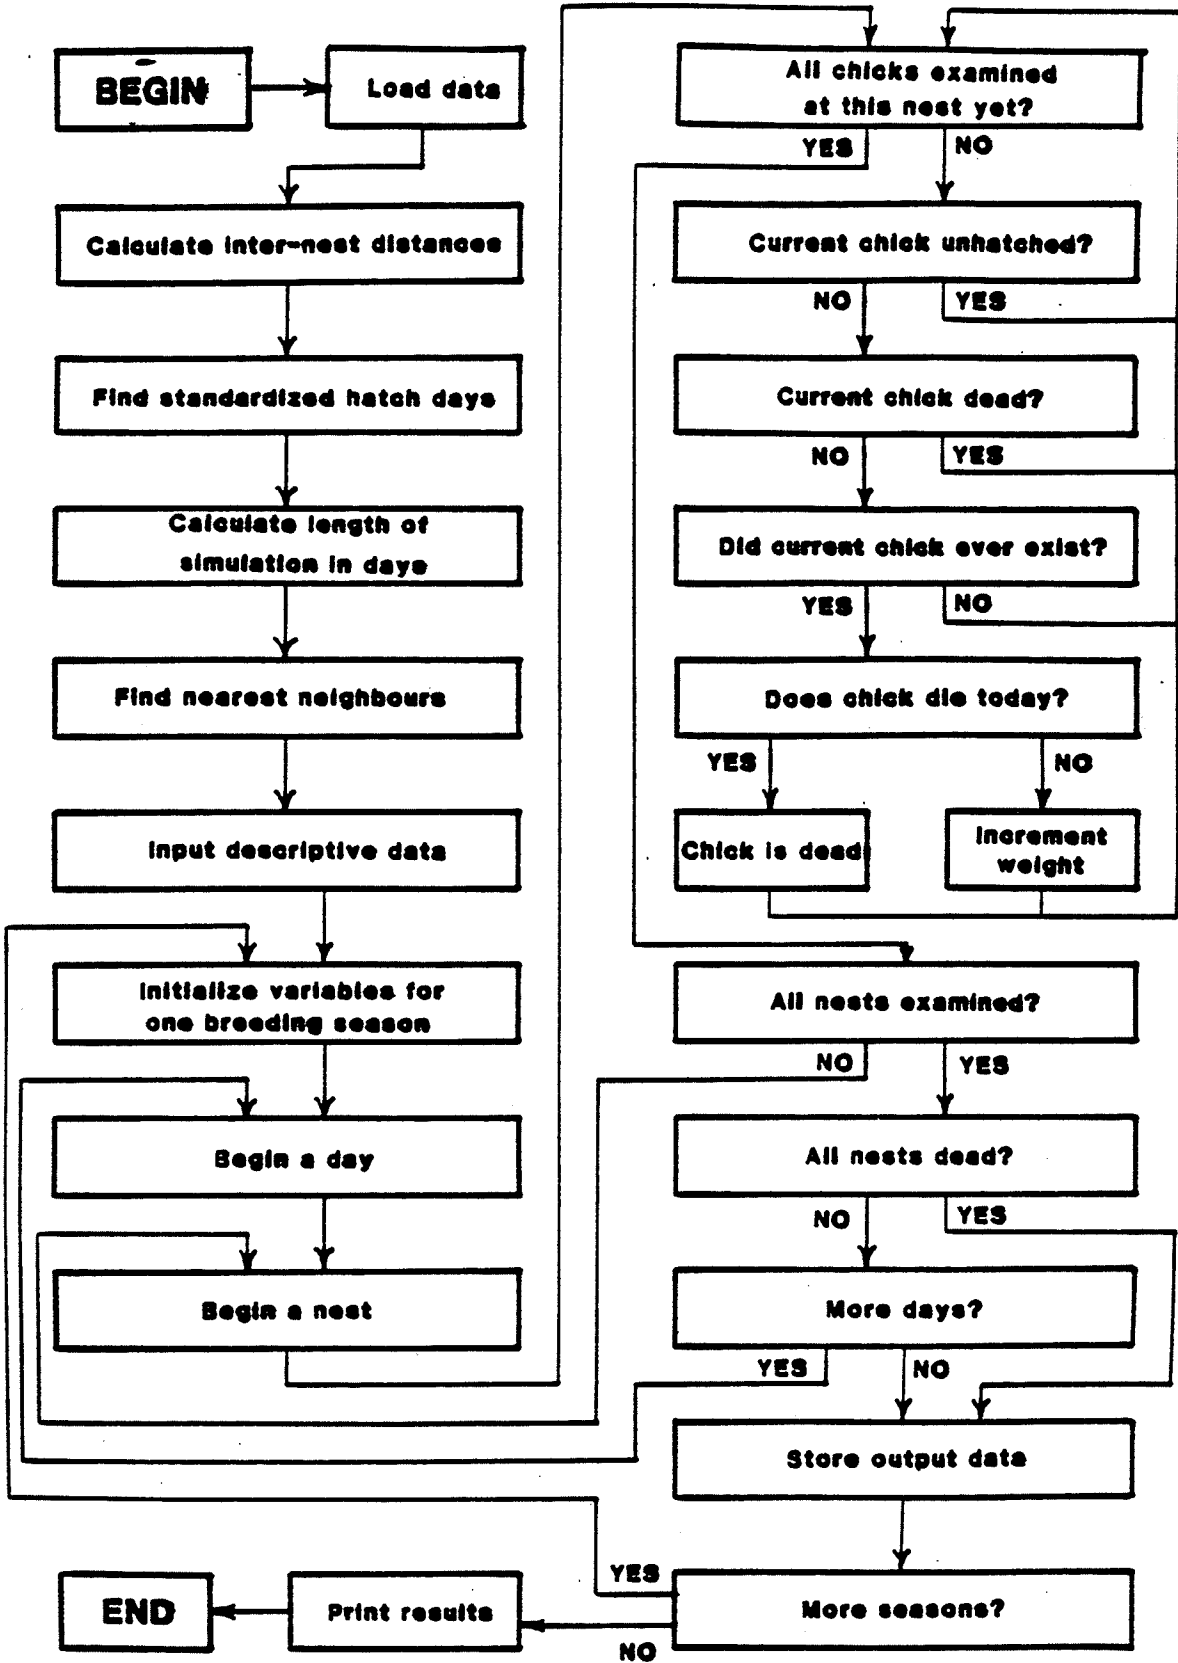 BEGIN
Load data
Calculate inter-nest distances
Find standardized hatch days
Calculate length of
simulation in days
Find nearest neighbours
Input descriptive data
Initialize variables for
one breeding season
Begin a day
Begin a nest
All chicks examined
at this nest yet?
YES
NO
Current chick unhatched?
NO
YES
Current chick dead?
NO
YES
Did current chick ever exist?
YES
NO
Does chick die today?
YES
NO
Chick is dead
Increment
weight
All nests examined?
NO
YES
All nests dead?
NO
YES
More days?
YES
NO
Store output data
More seasons?
YES
NO
Print results
END